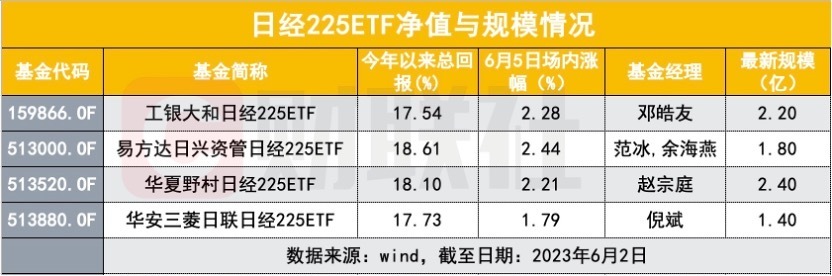 日经225ETF净值与规模情况
基金代码 基金简称 今年以来总回报(%) 6月5日场内涨幅（%） 基金经理 最新规模（亿）
159866.OF 工银大和日经225ETF 17.54 2.28 邓皓友 2.20
513000.OF 易方达日兴资管日经225ETF 18.61 2.44 范冰,余海燕 1.80
513520.OF 华夏野村日经225ETF 18.10 2.21 赵宗庭 2.40
513880.OF 华安三菱日联日经225ETF 17.73 1.79 倪斌 1.40
数据来源：wind，截至日期：2023年6月2日
财联社